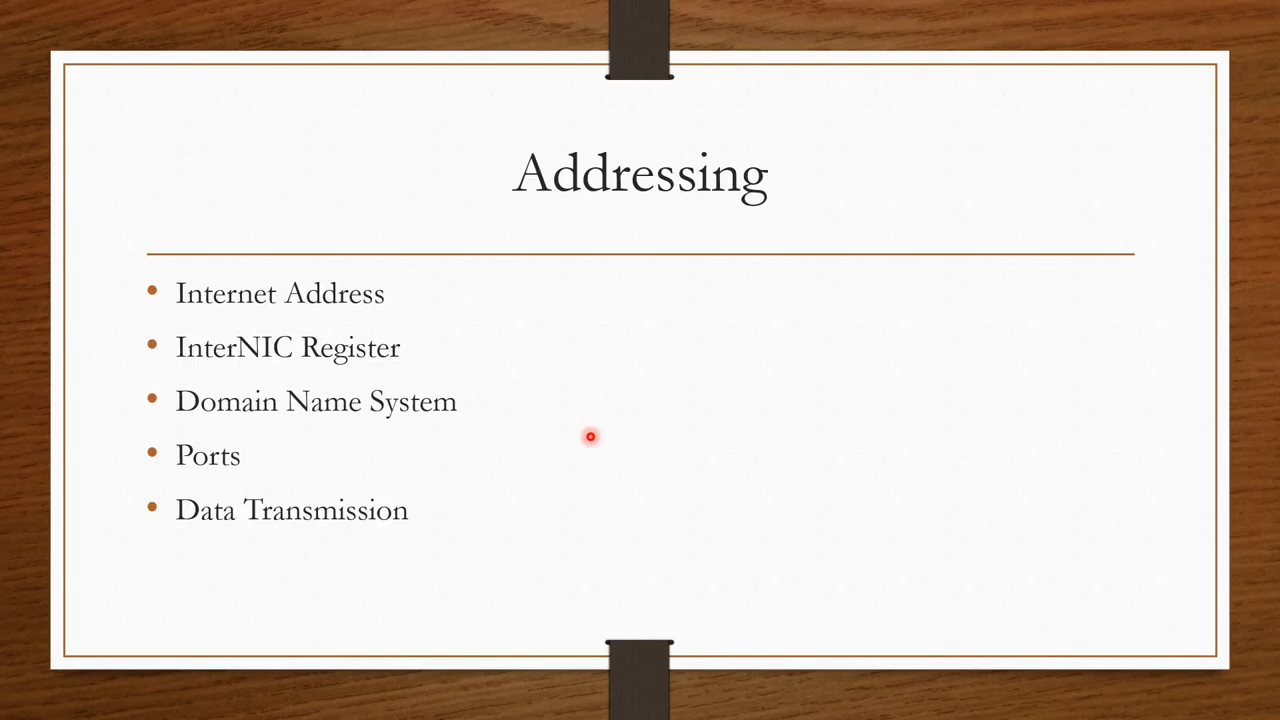 Addressing
• Internet Address
• InterNIC Register
• Domain Name System
• Ports
• Data Transmission